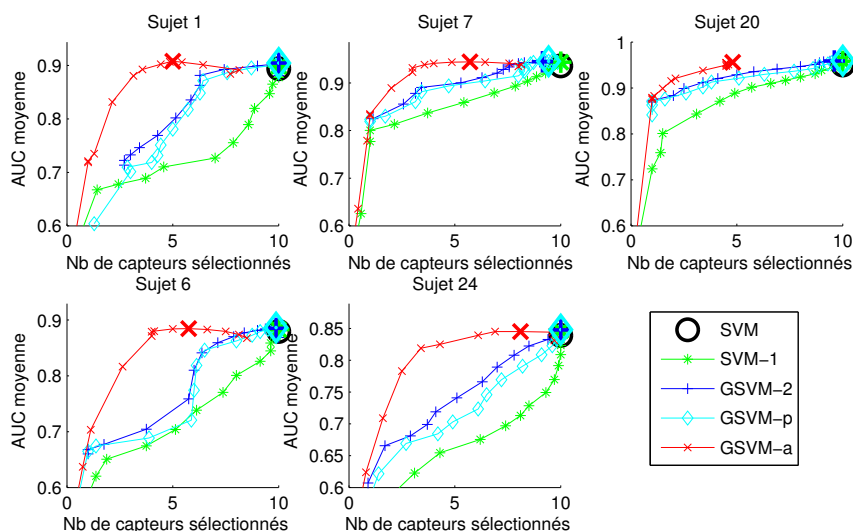 Sujet 1
Sujet 7
Sujet 20
AUC moyenne
0.9
0.8
0.7
0.6
0
5
10
Nb de capteurs sélectionnés
AUC moyenne
0.9
0.8
0.7
0.6
0
5
10
Nb de capteurs sélectionnés
AUC moyenne
1
0.9
0.8
0.7
0.6
0
5
10
Nb de capteurs sélectionnés
Sujet 6
Sujet 24
AUC moyenne
0.9
0.8
0.7
0.6
0
5
10
Nb de capteurs sélectionnés
AUC moyenne
0.85
0.8
0.75
0.7
0.65
0.6
0
5
10
Nb de capteurs sélectionnés
SVM
SVM-1
GSVM-2
GSVM-p
GSVM-a